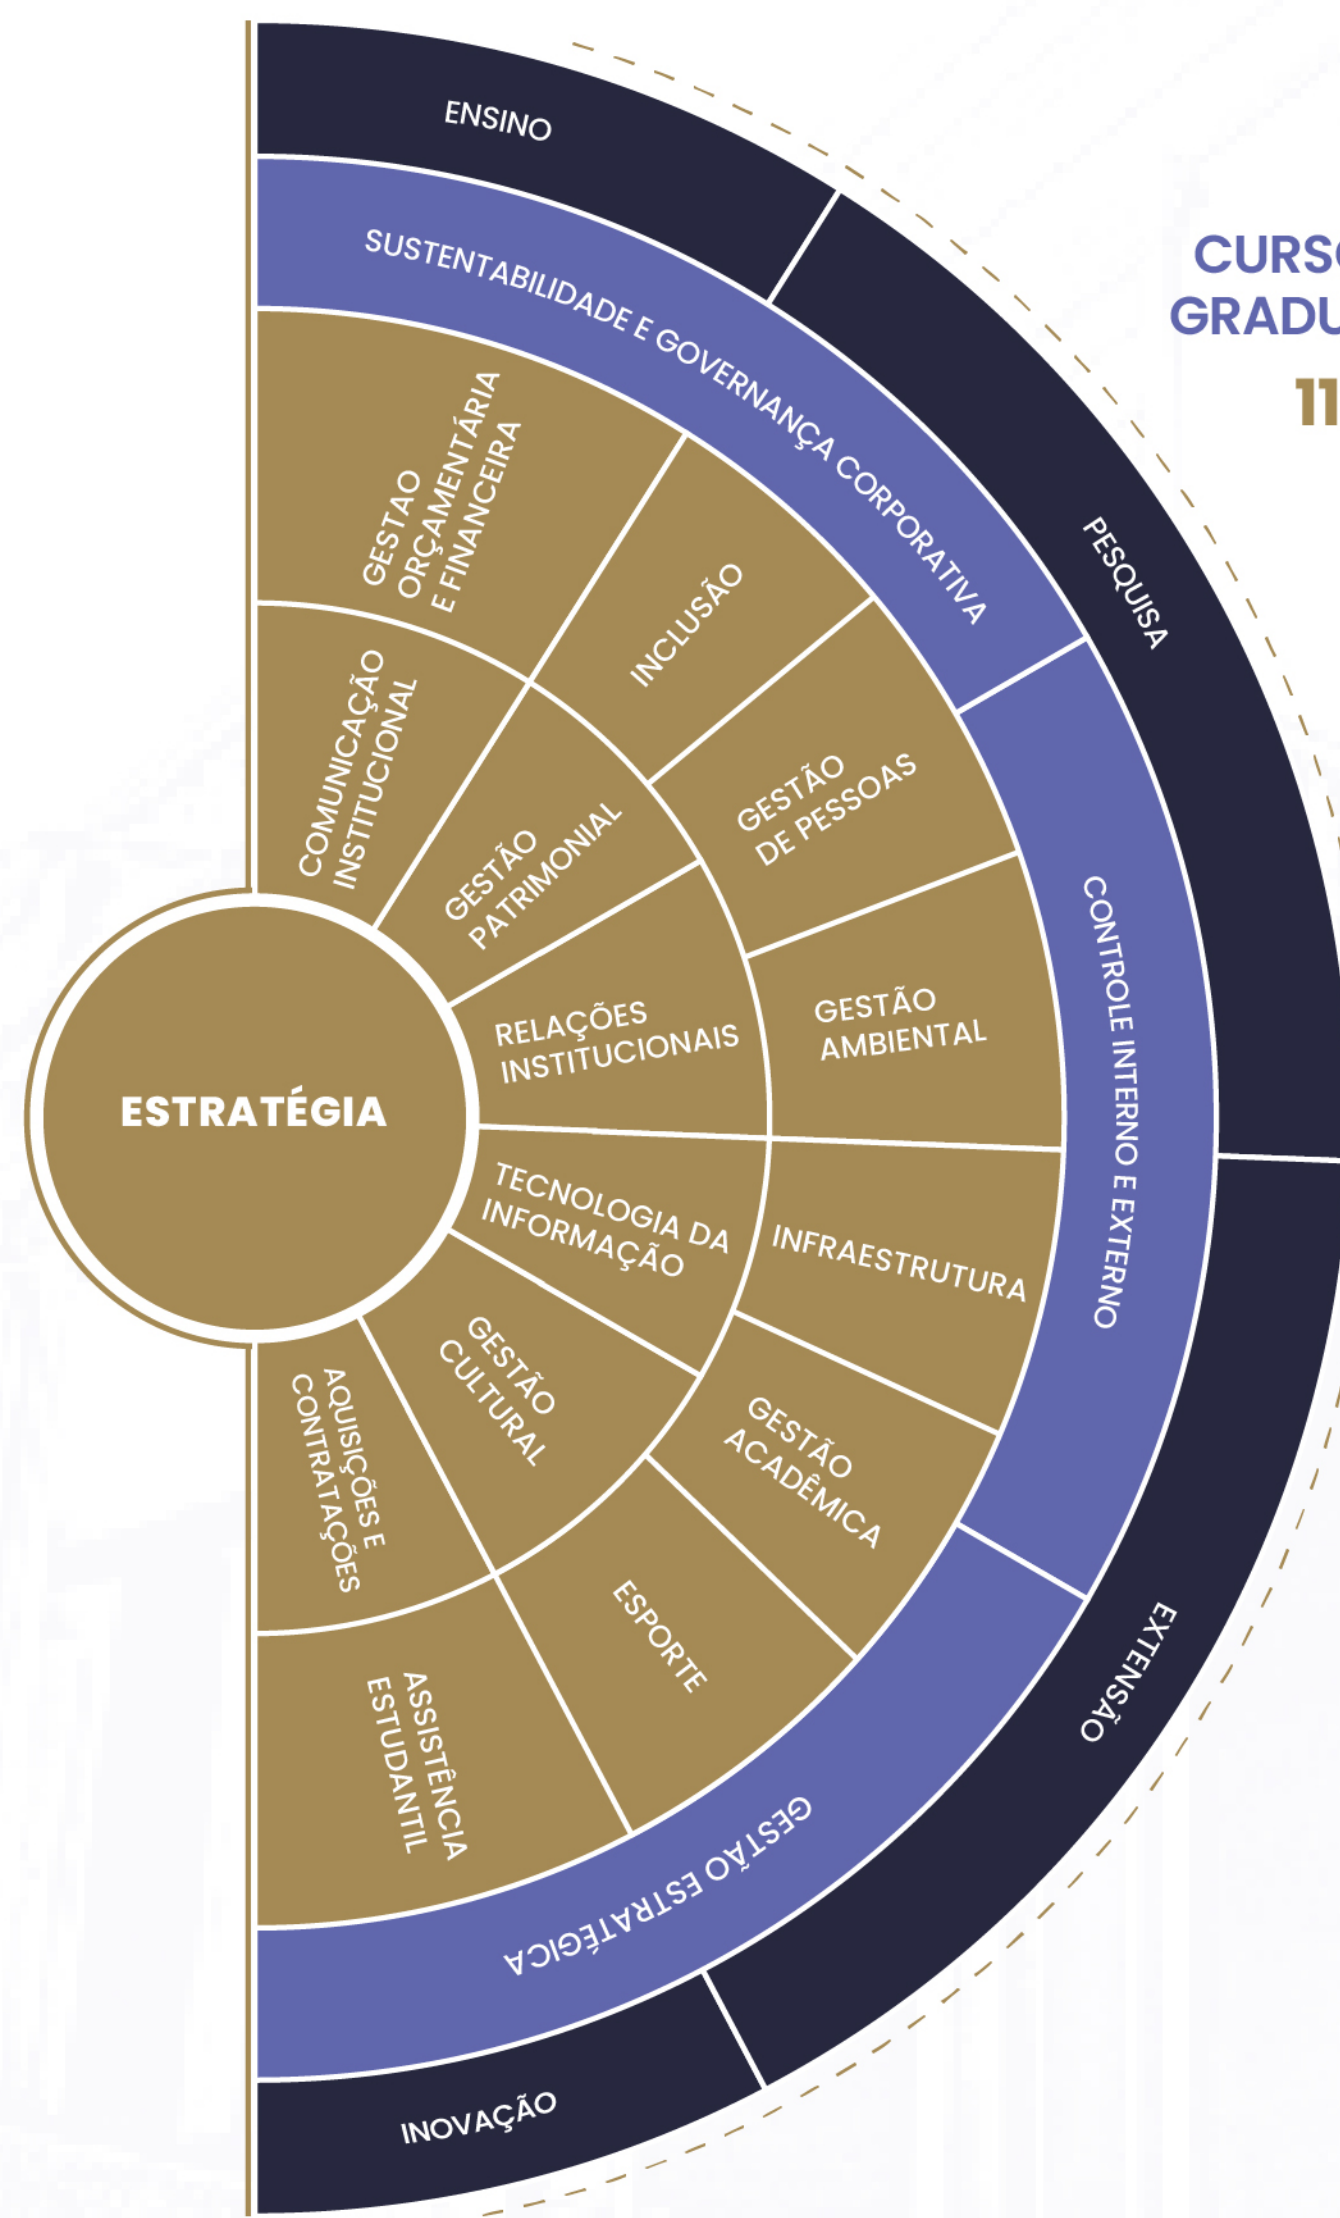 ENSINO
SUSTENTABILIDADE E GOVERNANÇA CORPORATIVA
PESQUISA
GESTAO
ORÇAMENTÁRIA
E FINANCEIRA
INCLUSÃO
GESTÃO
DE PESSOAS
GESTÃO
AMBIENTAL
INFRAESTRUTURA
GESTÃO
ACADÊMICA
ESPORTE
ASSISTÊNCIA
ESTUDANTIL
COMUNICAÇÃO
INSTITUCIONAL
GESTÃO
PATRIMONIAL
RELAÇÕES
INSTITUCIONAIS
TECNOLOGIA DA
INFORMAÇÃO
GESTÃO
CULTURAL
AQUISIÇÕES E
CONTRATAÇÕES
ESTRATÉGIA
CONTROLE INTERNO E EXTERNO
GESTÃO ESTRATÉGICA
EXTENSÃO
INOVAÇÃO
11